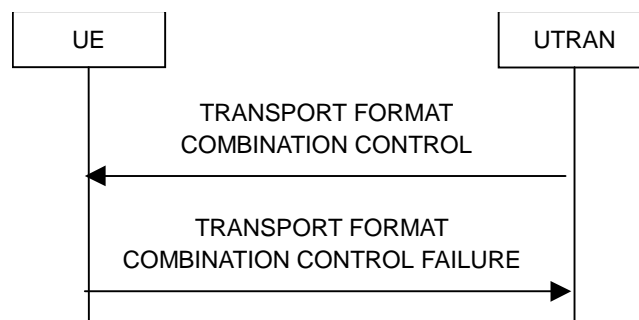 UE
UTRAN
TRANSPORT FORMAT
COMBINATION CONTROL
TRANSPORT FORMAT
COMBINATION CONTROL FAILURE